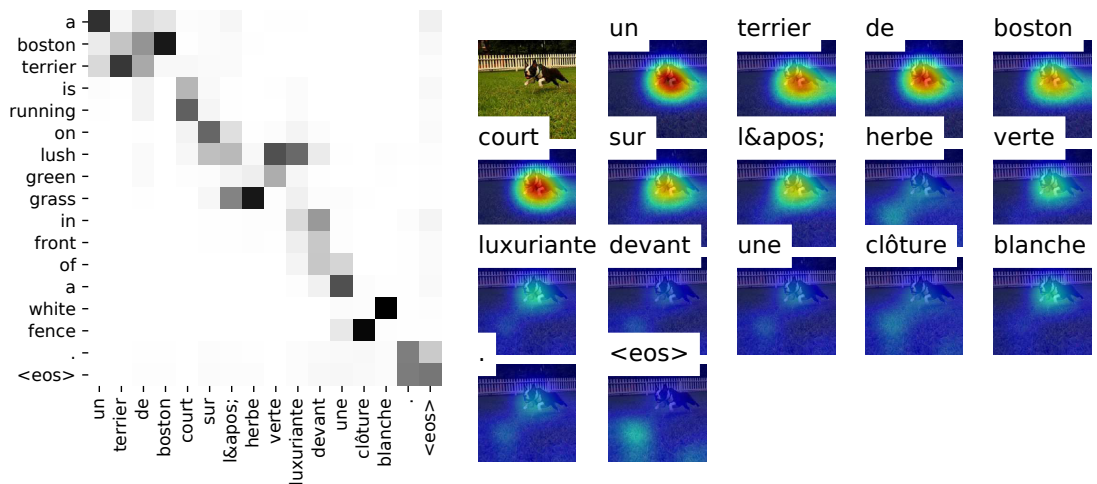 a
boston
terrier
is
running
on
lush
green
grass
in
front
of
a
white
fence
.
<eos>
un
terrier
de
boston
court
sur
l&apos;
herbe
verte
luxuriante
devant
une
clôture
blanche
.
<eos>
un terrier de boston
court sur l&apos; herbe verte
luxuriante devant une clôture blanche
. <eos>